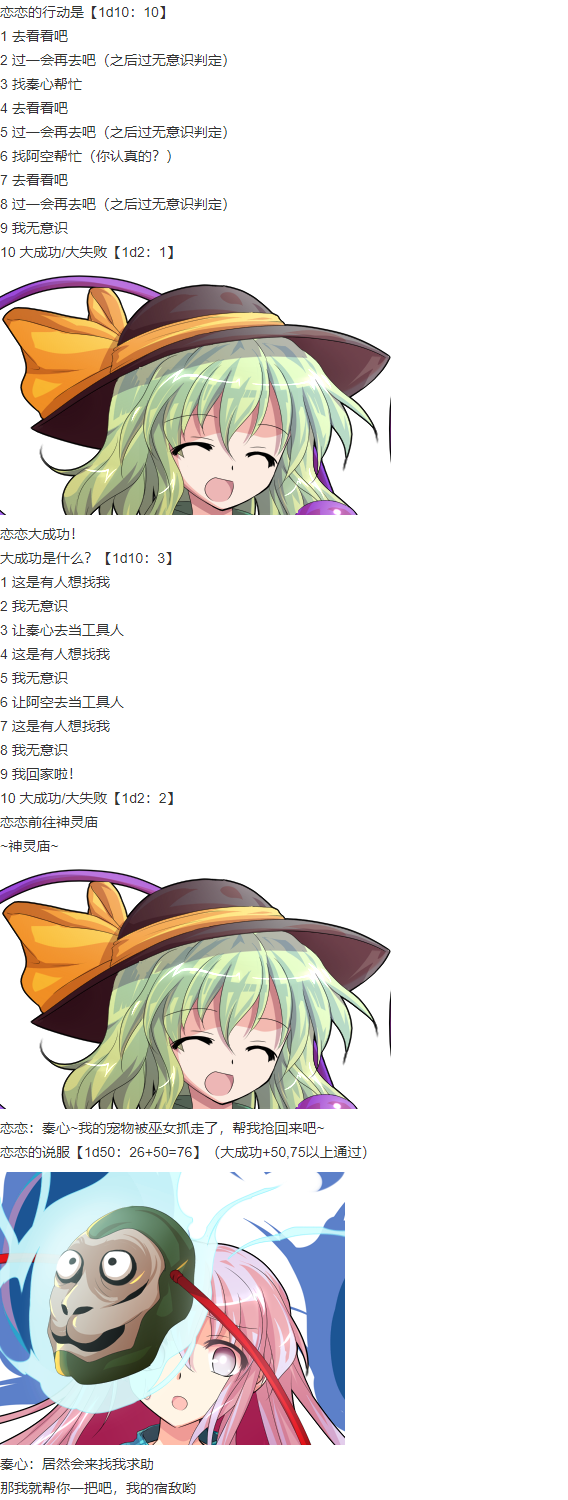 恋恋的行动是【1d10：10】
1 去看看吧
2 过一会再去吧（之后过无意识判定）
3 找秦心帮忙
4 去看看吧
5 过一会再去吧（之后过无意识判定）
6 找阿空帮忙（你认真的？）
7 去看看吧
8 过一会再去吧（之后过无意识判定）
9 我无意识
10 大成功/大失败【1d2：1】
恋恋大成功！
大成功是什么？【1d10：3】
1 这是有人想找我
2 我无意识
3 让秦心去当工具人
4 这是有人想找我
5 我无意识
6 让阿空去当工具人
7 这是有人想找我
8 我无意识
9 我回家啦！
10 大成功/大失败【1d2：2】
恋恋前往神灵庙
~神灵庙~
恋恋：秦心~我的宠物被巫女抓走了，帮我抢回来吧~
恋恋的说服【1d50：26+50=76】（大成功+50,75以上通过）
秦心：居然会来找我求助
那我就帮你一把吧，我的宿敌哟